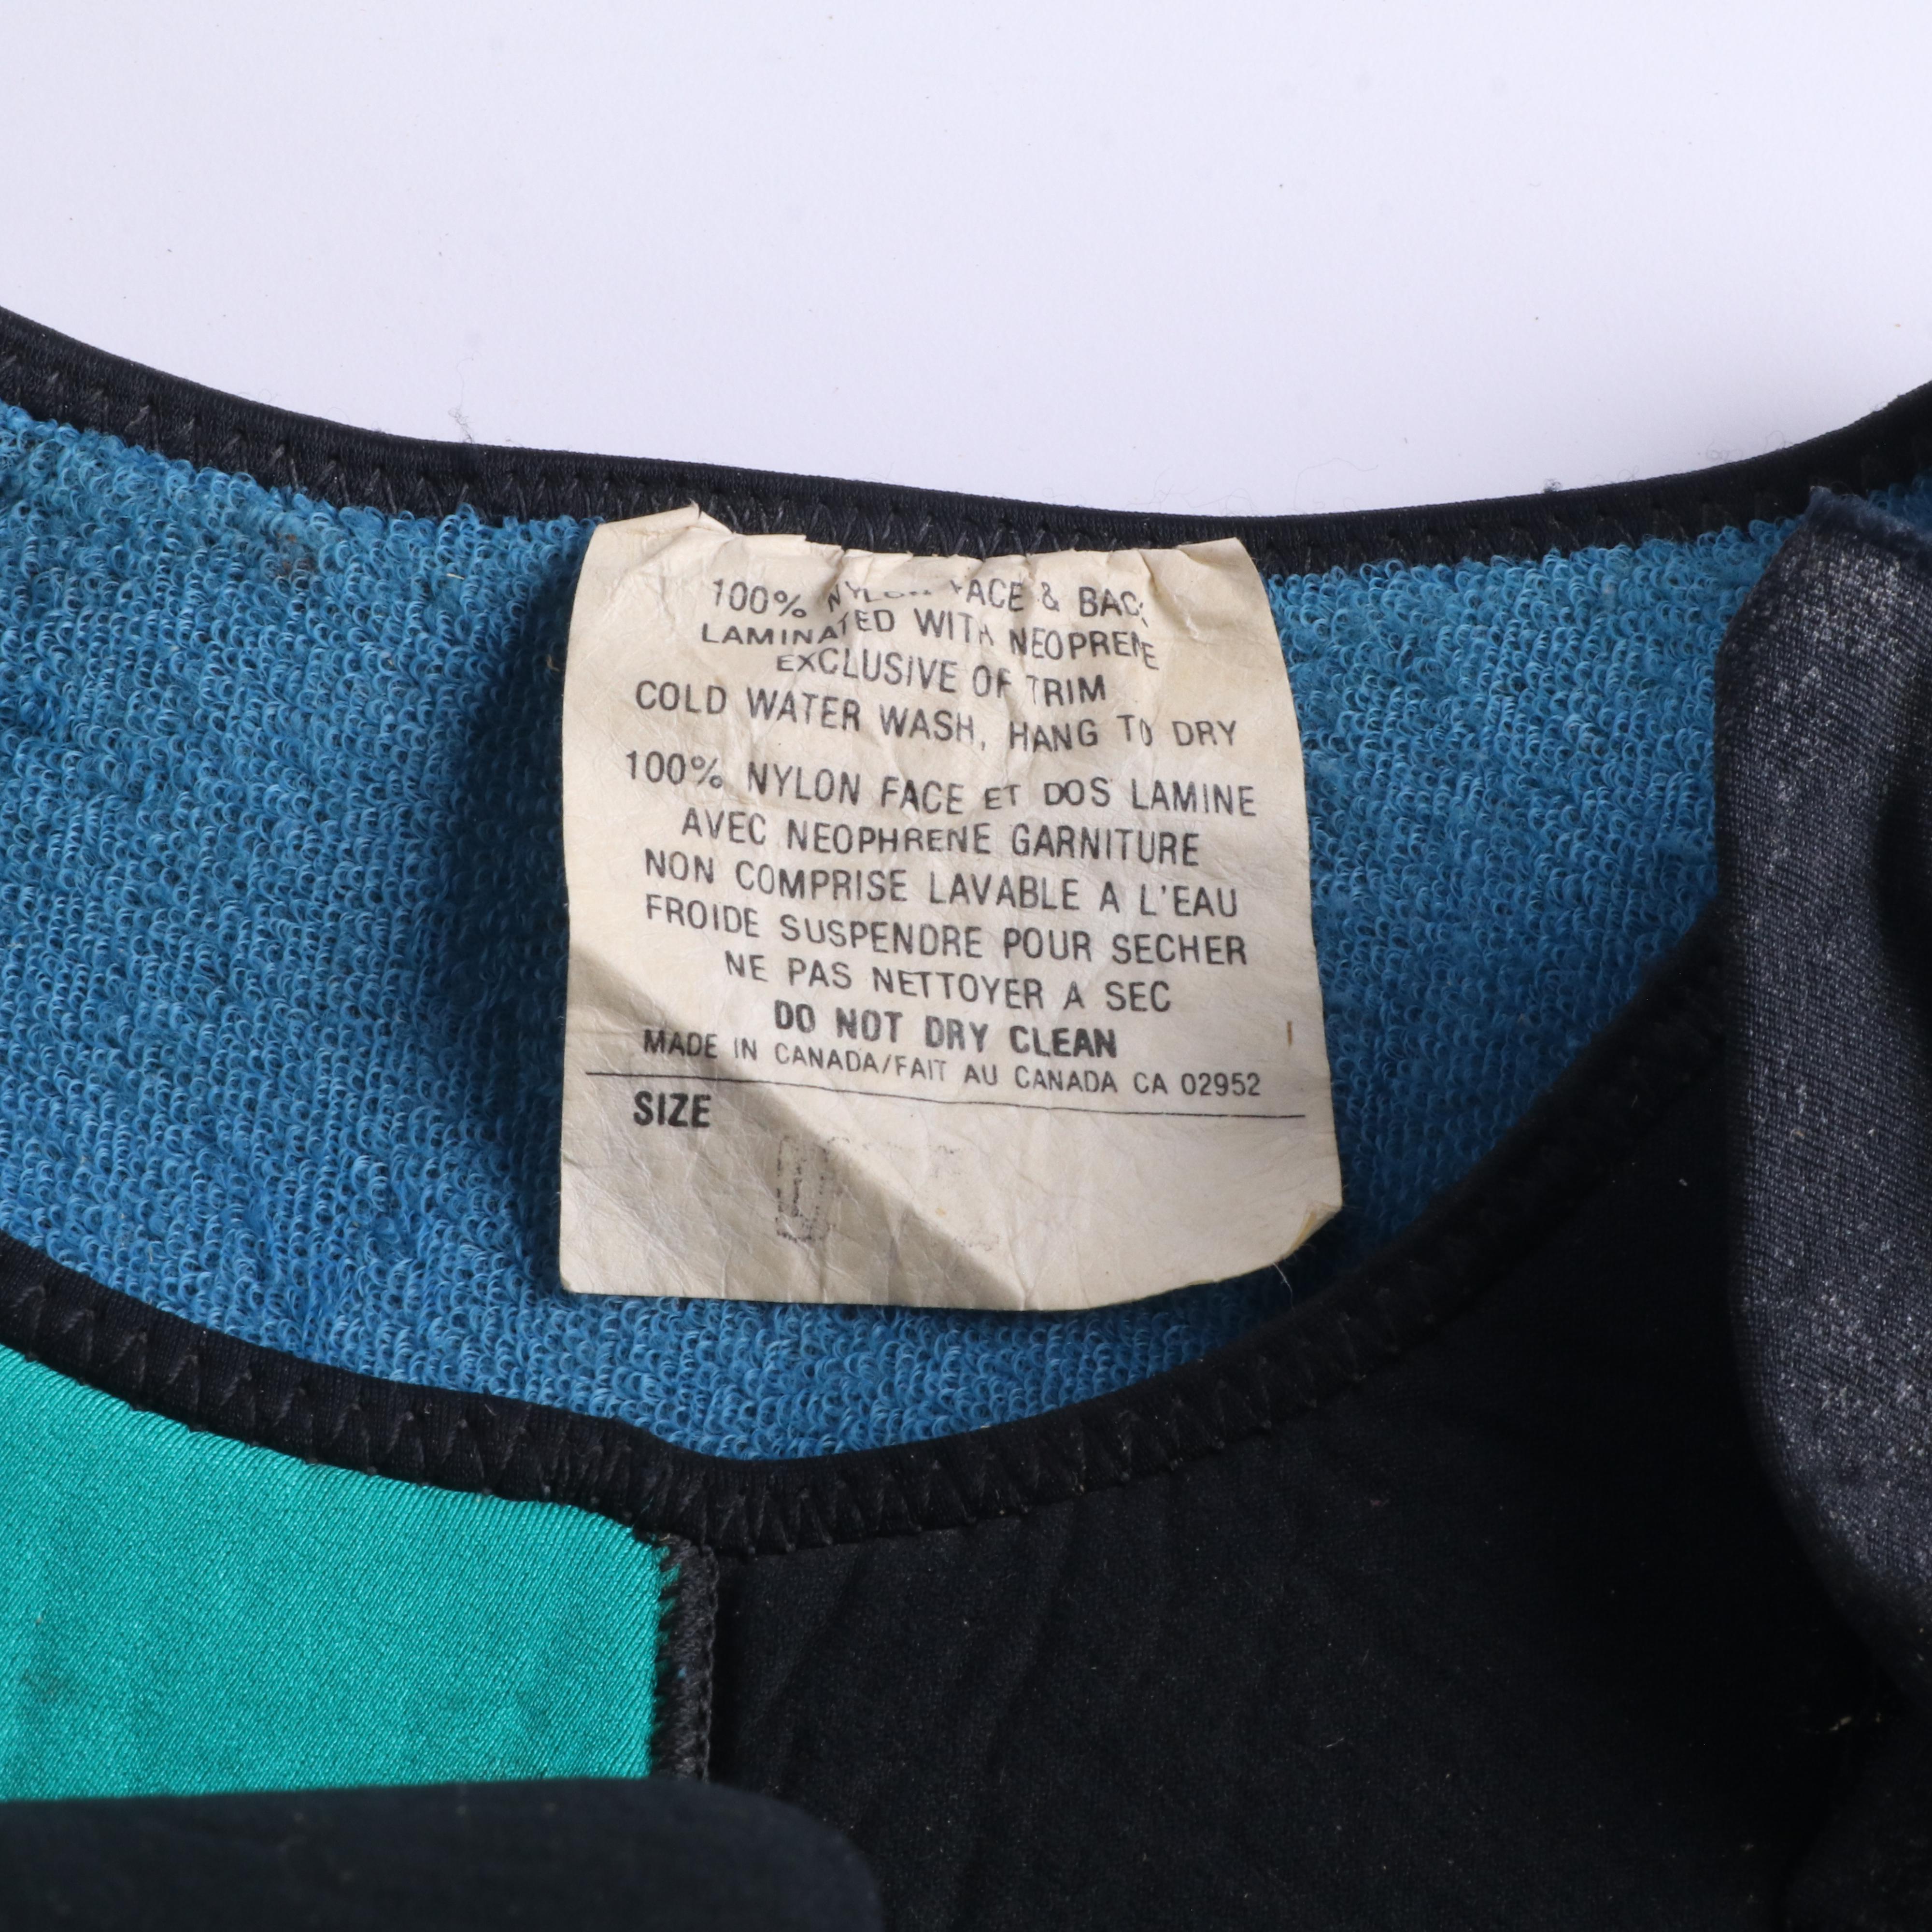 100% NYLON FACE & BACK
LAMINATED WITH NEOPRENE
EXCLUSIVE OF TRIM
COLD WATER WASH, HANG TO DRY
100% NYLON FACE ET DOS LAMINE
AVEC NEOPHRENE GARNITURE
NON COMPRISE LAVABLE A L'EAU
FROIDE SUSPENDRE POUR SECHER
NE PAS NETTOYER A SEC
DO NOT DRY CLEAN
MADE IN CANADA/FAIT AU CANADA CA 02952
SIZE